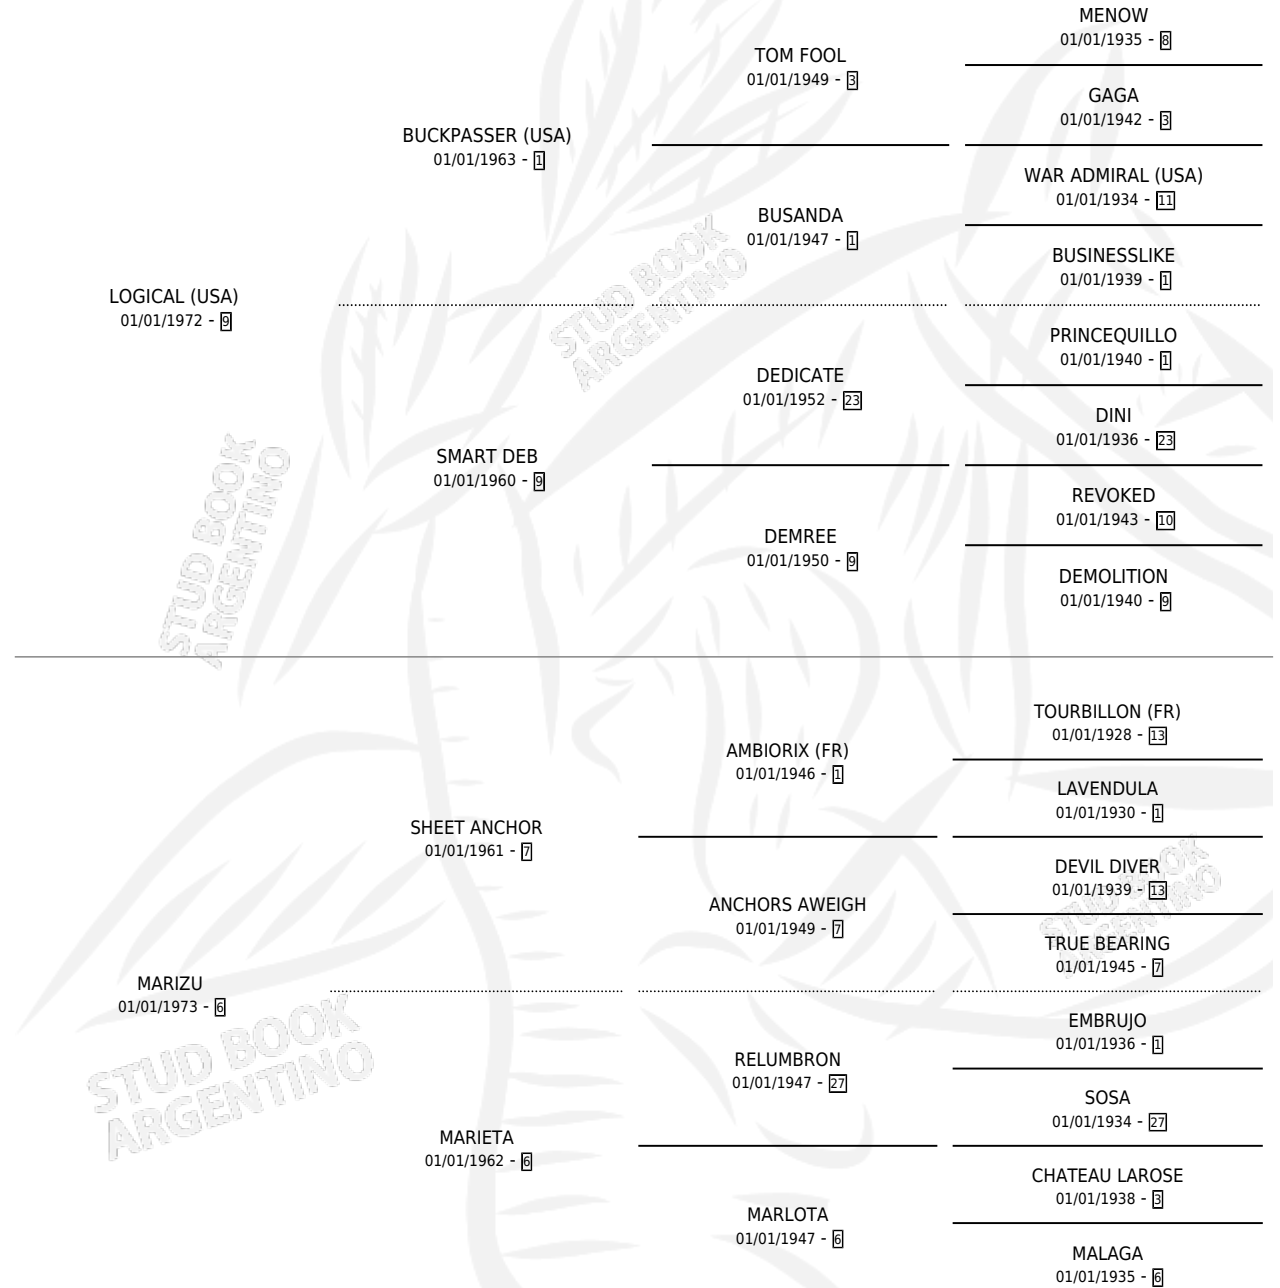 MENOW
01/01/1935 - 8
TOM FOOL
01/01/1949 - 3
GAGA
01/01/1942 - 3
BUCKPASSER (USA)
01/01/1963 - 1
WAR ADMIRAL (USA)
01/01/1934 - 11
BUSANDA
01/01/1947 - 1
BUSINESSLIKE
01/01/1939 - 1
LOGICAL (USA)
01/01/1972 - 9
PRINCEQUILLO
01/01/1940 - 1
DEDICATE
01/01/1952 - 23
DINI
01/01/1936 - 23
SMART DEB
01/01/1960 - 9
REVOKED
01/01/1943 - 10
DEMREE
01/01/1950 - 9
DEMOLITION
01/01/1940 - 9
TOURBILLON (FR)
01/01/1928 - 13
AMBIORIX (FR)
01/01/1946 - 1
LAVENDULA
01/01/1930 - 1
SHEET ANCHOR
01/01/1961 - 7
DEVIL DIVER
01/01/1939 - 13
ANCHORS AWEIGH
01/01/1949 - 7
TRUE BEARING
01/01/1945 - 7
MARIZU
01/01/1973 - 6
EMBRUJO
01/01/1936 - 1
RELUMBRON
01/01/1947 - 27
SOSA
01/01/1934 - 27
MARIETA
01/01/1962 - 6
CHATEAU LAROSE
01/01/1938 - 3
MARLOTA
01/01/1947 - 6
MALAGA
01/01/1935 - 6
STUD BOOK
ARGENTINO
STUD BOOK
ARGENTINO
STUD BOOK
ARGENTINO
STUD BOOK
ARGENTINO